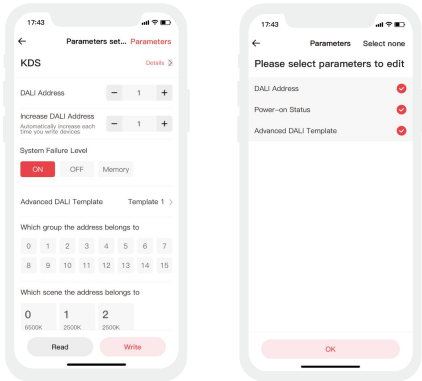 17:43
Parameters set... Parameters
KDS
Details
DALI Address
− 1 +
Increase DALI Address
Automatically increase each
time you write devices
− 1 +
System Failure Level
ON OFF Memory
Advanced DALI Template Template 1
Which group the address belongs to
0 1 2 3 4 5 6 7
8 9 10 11 12 13 14 15
Which scene the address belongs to
0 1 2
6500K 2500K 2500K
Read Write
17:43
Parameters Select none
Please select parameters to edit
DALI Address
Power-on Status
Advanced DALI Template
OK